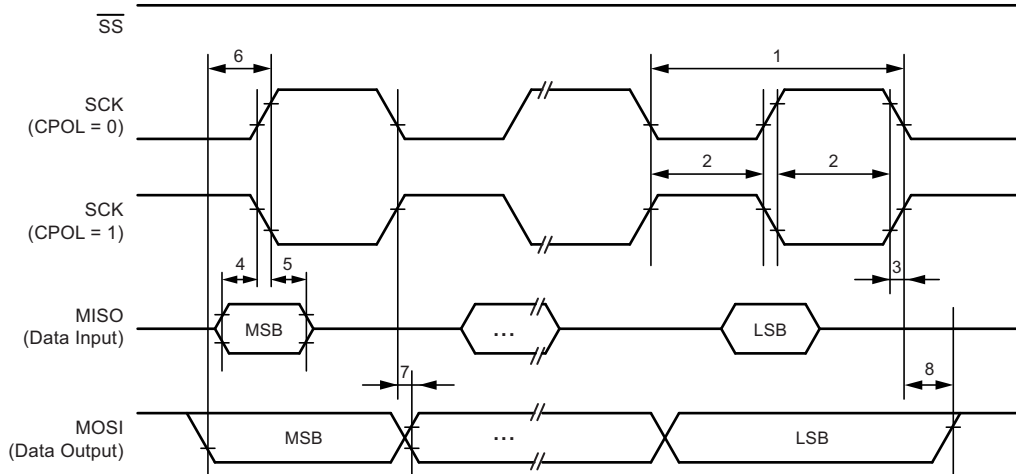 SS
6
1
SCK
(CPOL = 0)
2
2
SCK
(CPOL = 1)
4
5
3
MISO
(Data Input)
MSB
...
LSB
7
8
MOSI
(Data Output)
MSB
...
LSB